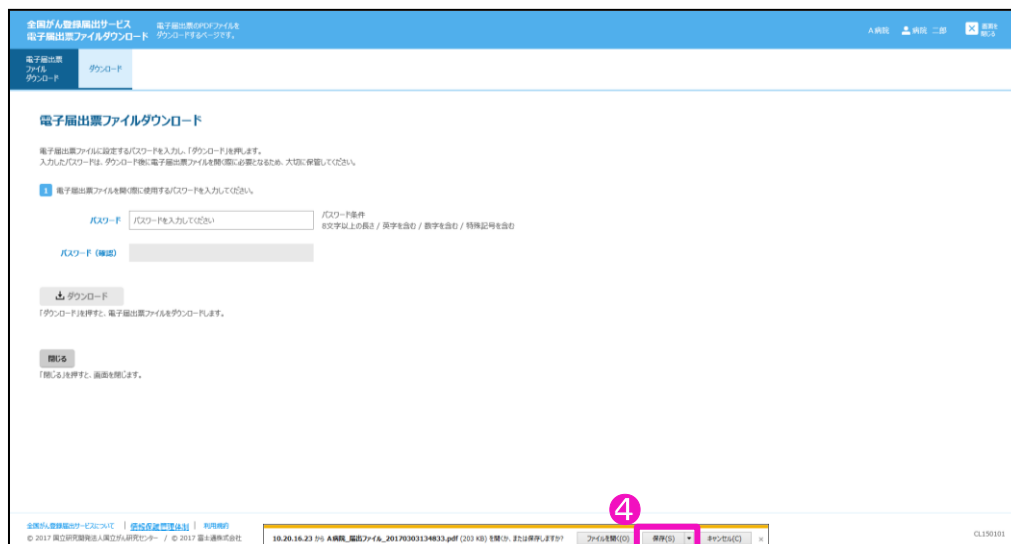 全国がん登録届出サービス
電子届出票ファイルダウンロード
電子届出票のPDFファイルを
ダウンロードするページです。
A病院 病院 二郎
画面を
閉じる
電子届出票
ファイル
ダウンロード
ダウンロード
電子届出票ファイルダウンロード
電子届出票ファイルに設定するパスワードを入力し、「ダウンロード」を押します。
入力したパスワードは、ダウンロード後に電子届出票ファイルを開く際に必要となるため、大切に保管してください。
1 電子届出票ファイルを開く際に使用するパスワードを入力してください。
パスワード パスワードを入力してください
パスワード条件
8文字以上の長さ / 英字を含む / 数字を含む / 特殊記号を含む
パスワード（確認）
ダウンロード
「ダウンロード」を押すと、電子届出票ファイルをダウンロードします。
閉じる
「閉じる」を押すと、画面を閉じます。
4
全国がん登録届出サービスについて | 情報保護管理体制 | 利用規約
© 2017 国立研究開発法人国立がん研究センター / © 2017 富士通株式会社
10.20.16.23 から A病院_届出ファイル_20170303134833.pdf (203 KB) を開くか、または保存しますか?
ファイルを開く(O) 保存(S) ▼ キャンセル(C) ×
CL150101